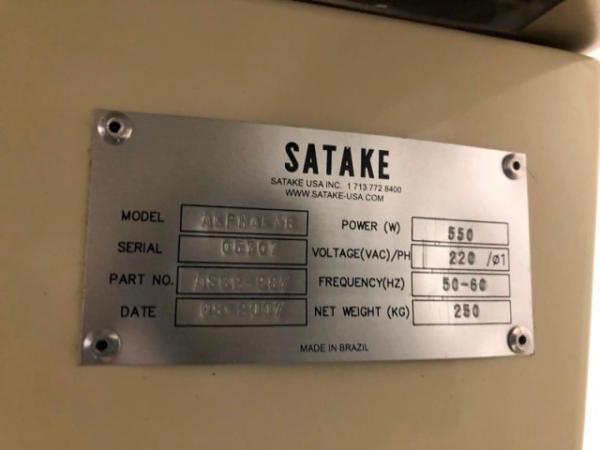 SATAKE
SATAKE USA INC. 1 713 772 8400
WWW.SATAKE-USA.COM
MODEL ALPHALAB
SERIAL
PART NO.
DATE
POWER (W) 550
VOLTAGE(VAC)/PH 220 /ø1
FREQUENCY(HZ) 50-60
NET WEIGHT (KG) 250
MADE IN BRAZIL